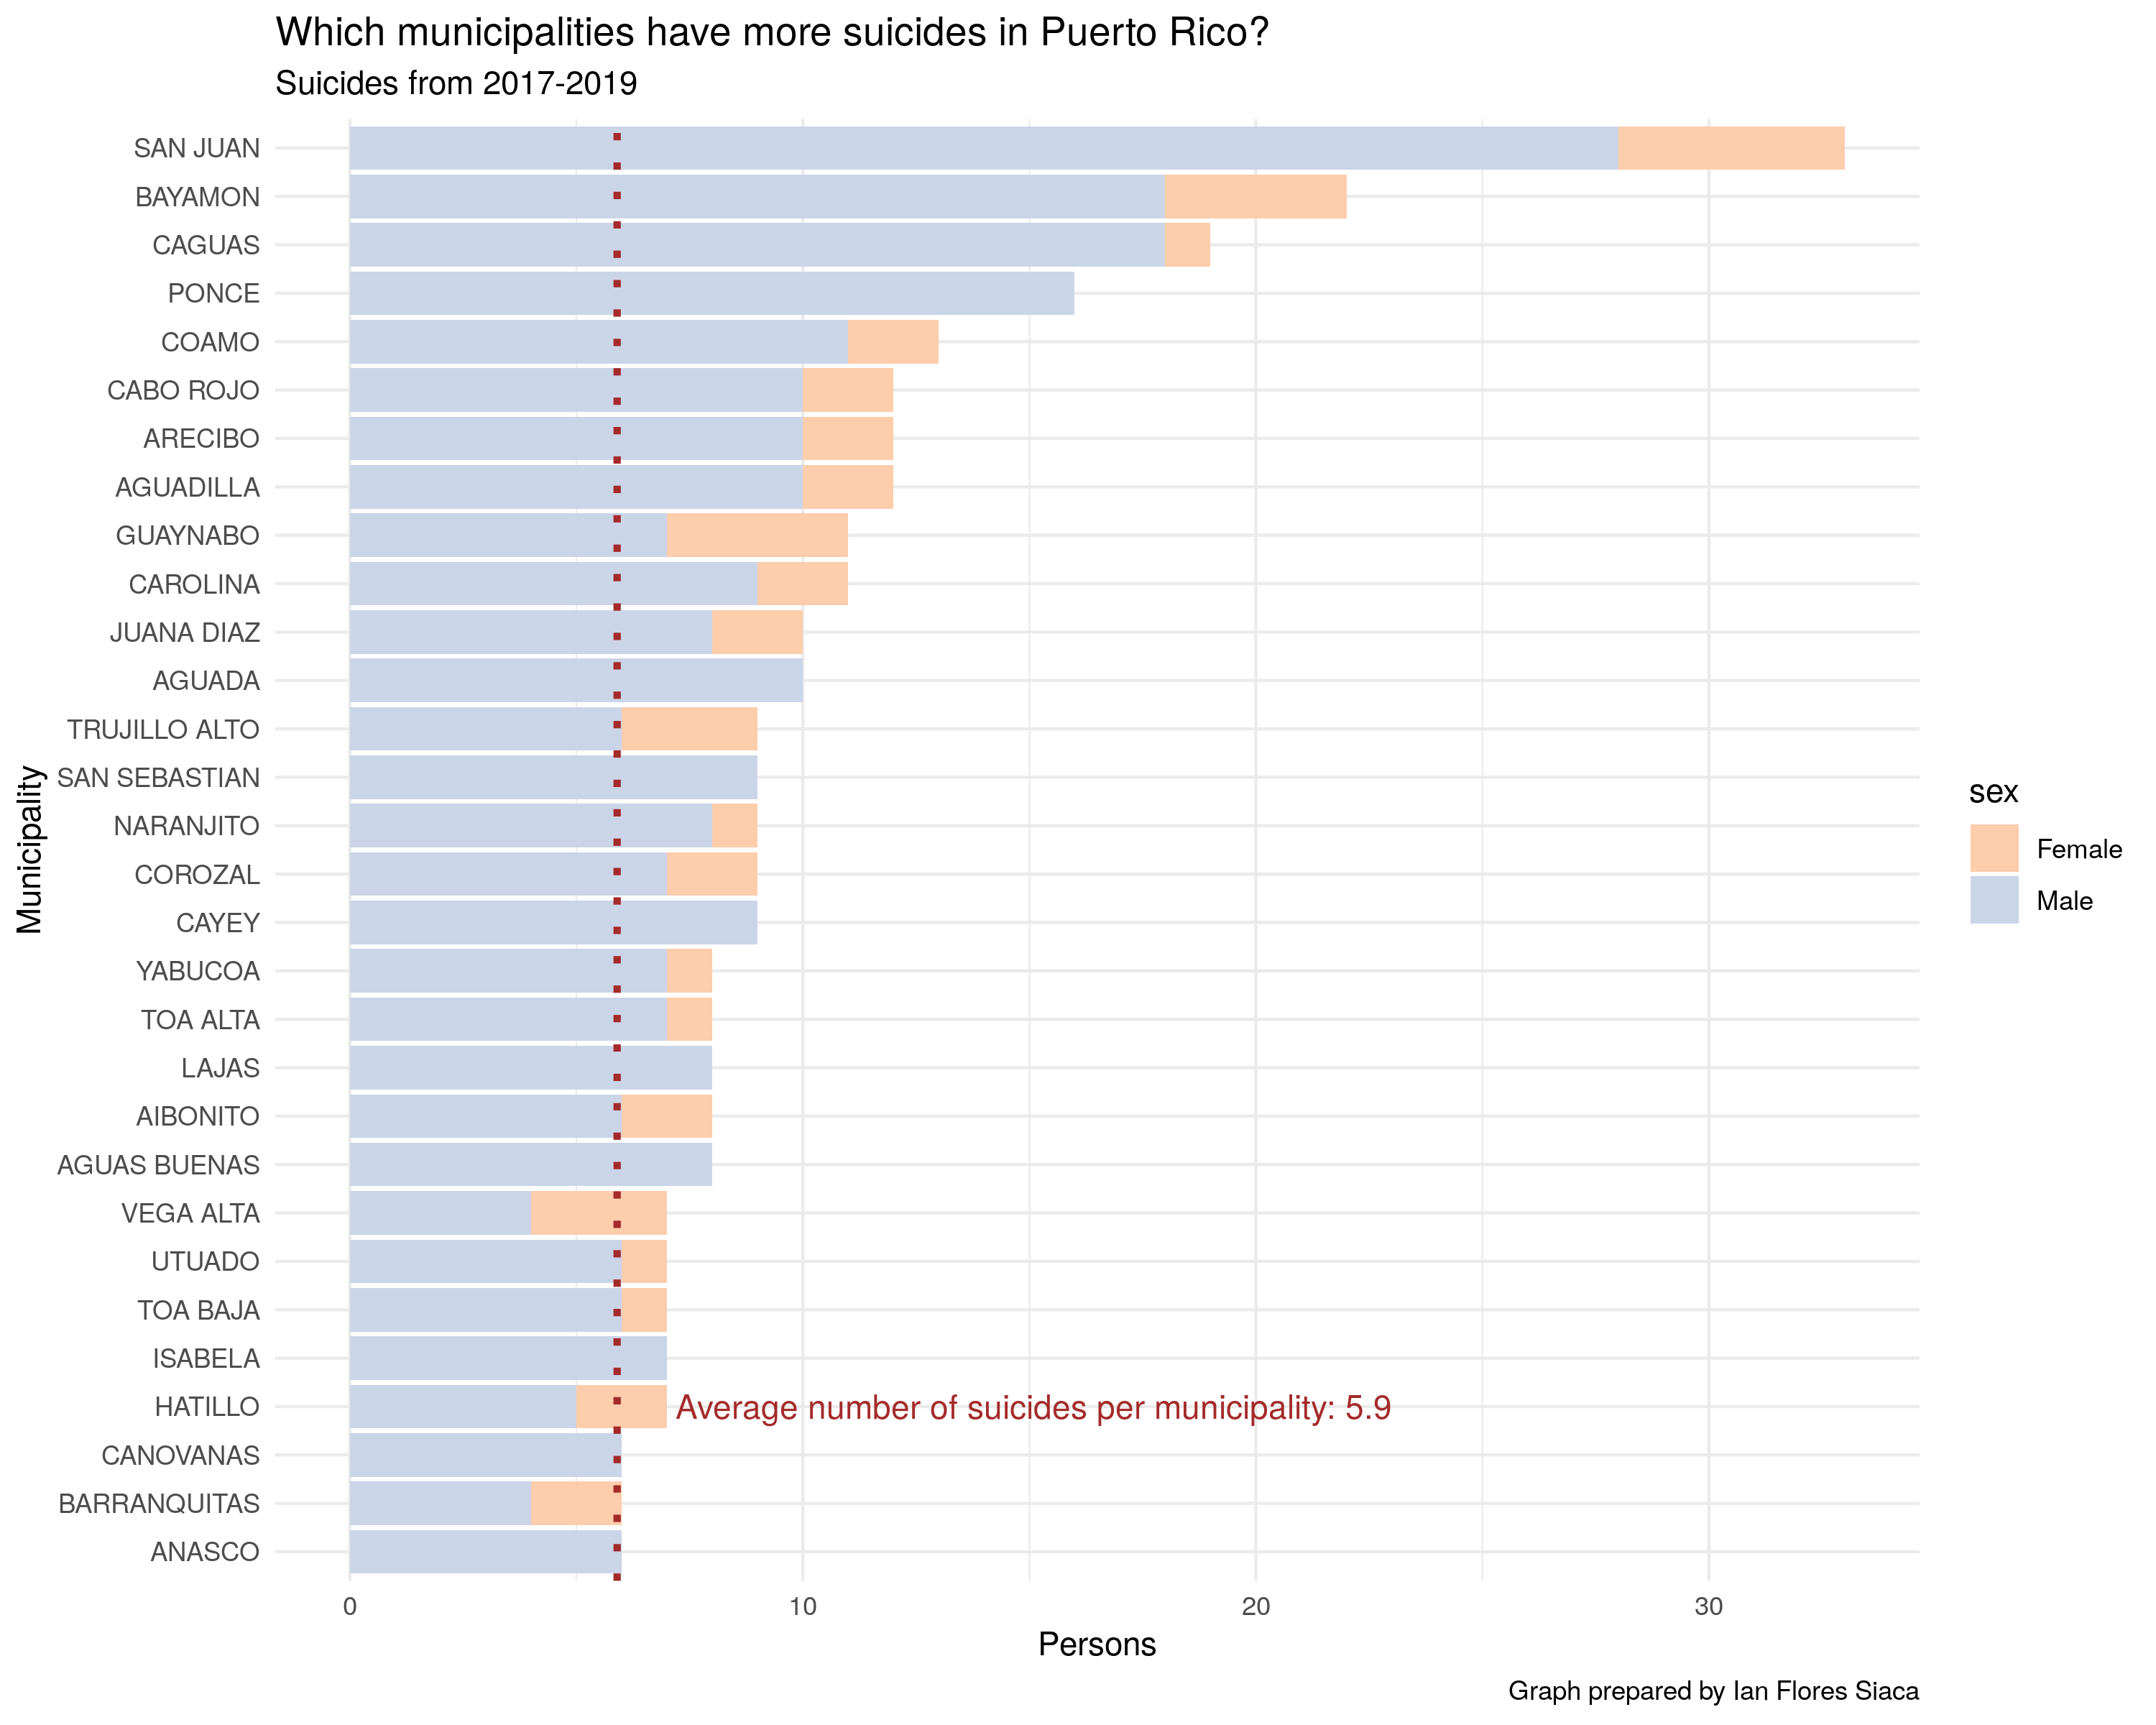 Which municipalities have more suicides in Puerto Rico?
Suicides from 2017-2019
SAN JUAN
BAYAMON
CAGUAS
PONCE
COAMO
CABO ROJO
ARECIBO
AGUADILLA
GUAYNABO
CAROLINA
JUANA DIAZ
AGUADA
TRUJILLO ALTO
SAN SEBASTIAN
NARANJITO
COROZAL
CAYEY
YABUCOA
TOA ALTA
LAJAS
AIBONITO
AGUAS BUENAS
VEGA ALTA
UTUADO
TOA BAJA
ISABELA
HATILLO
CANOVANAS
BARRANQUITAS
ANASCO
Municipality
Average number of suicides per municipality: 5.9
0 10 20 30
Persons
sex
Female
Male
Graph prepared by Ian Flores Siaca